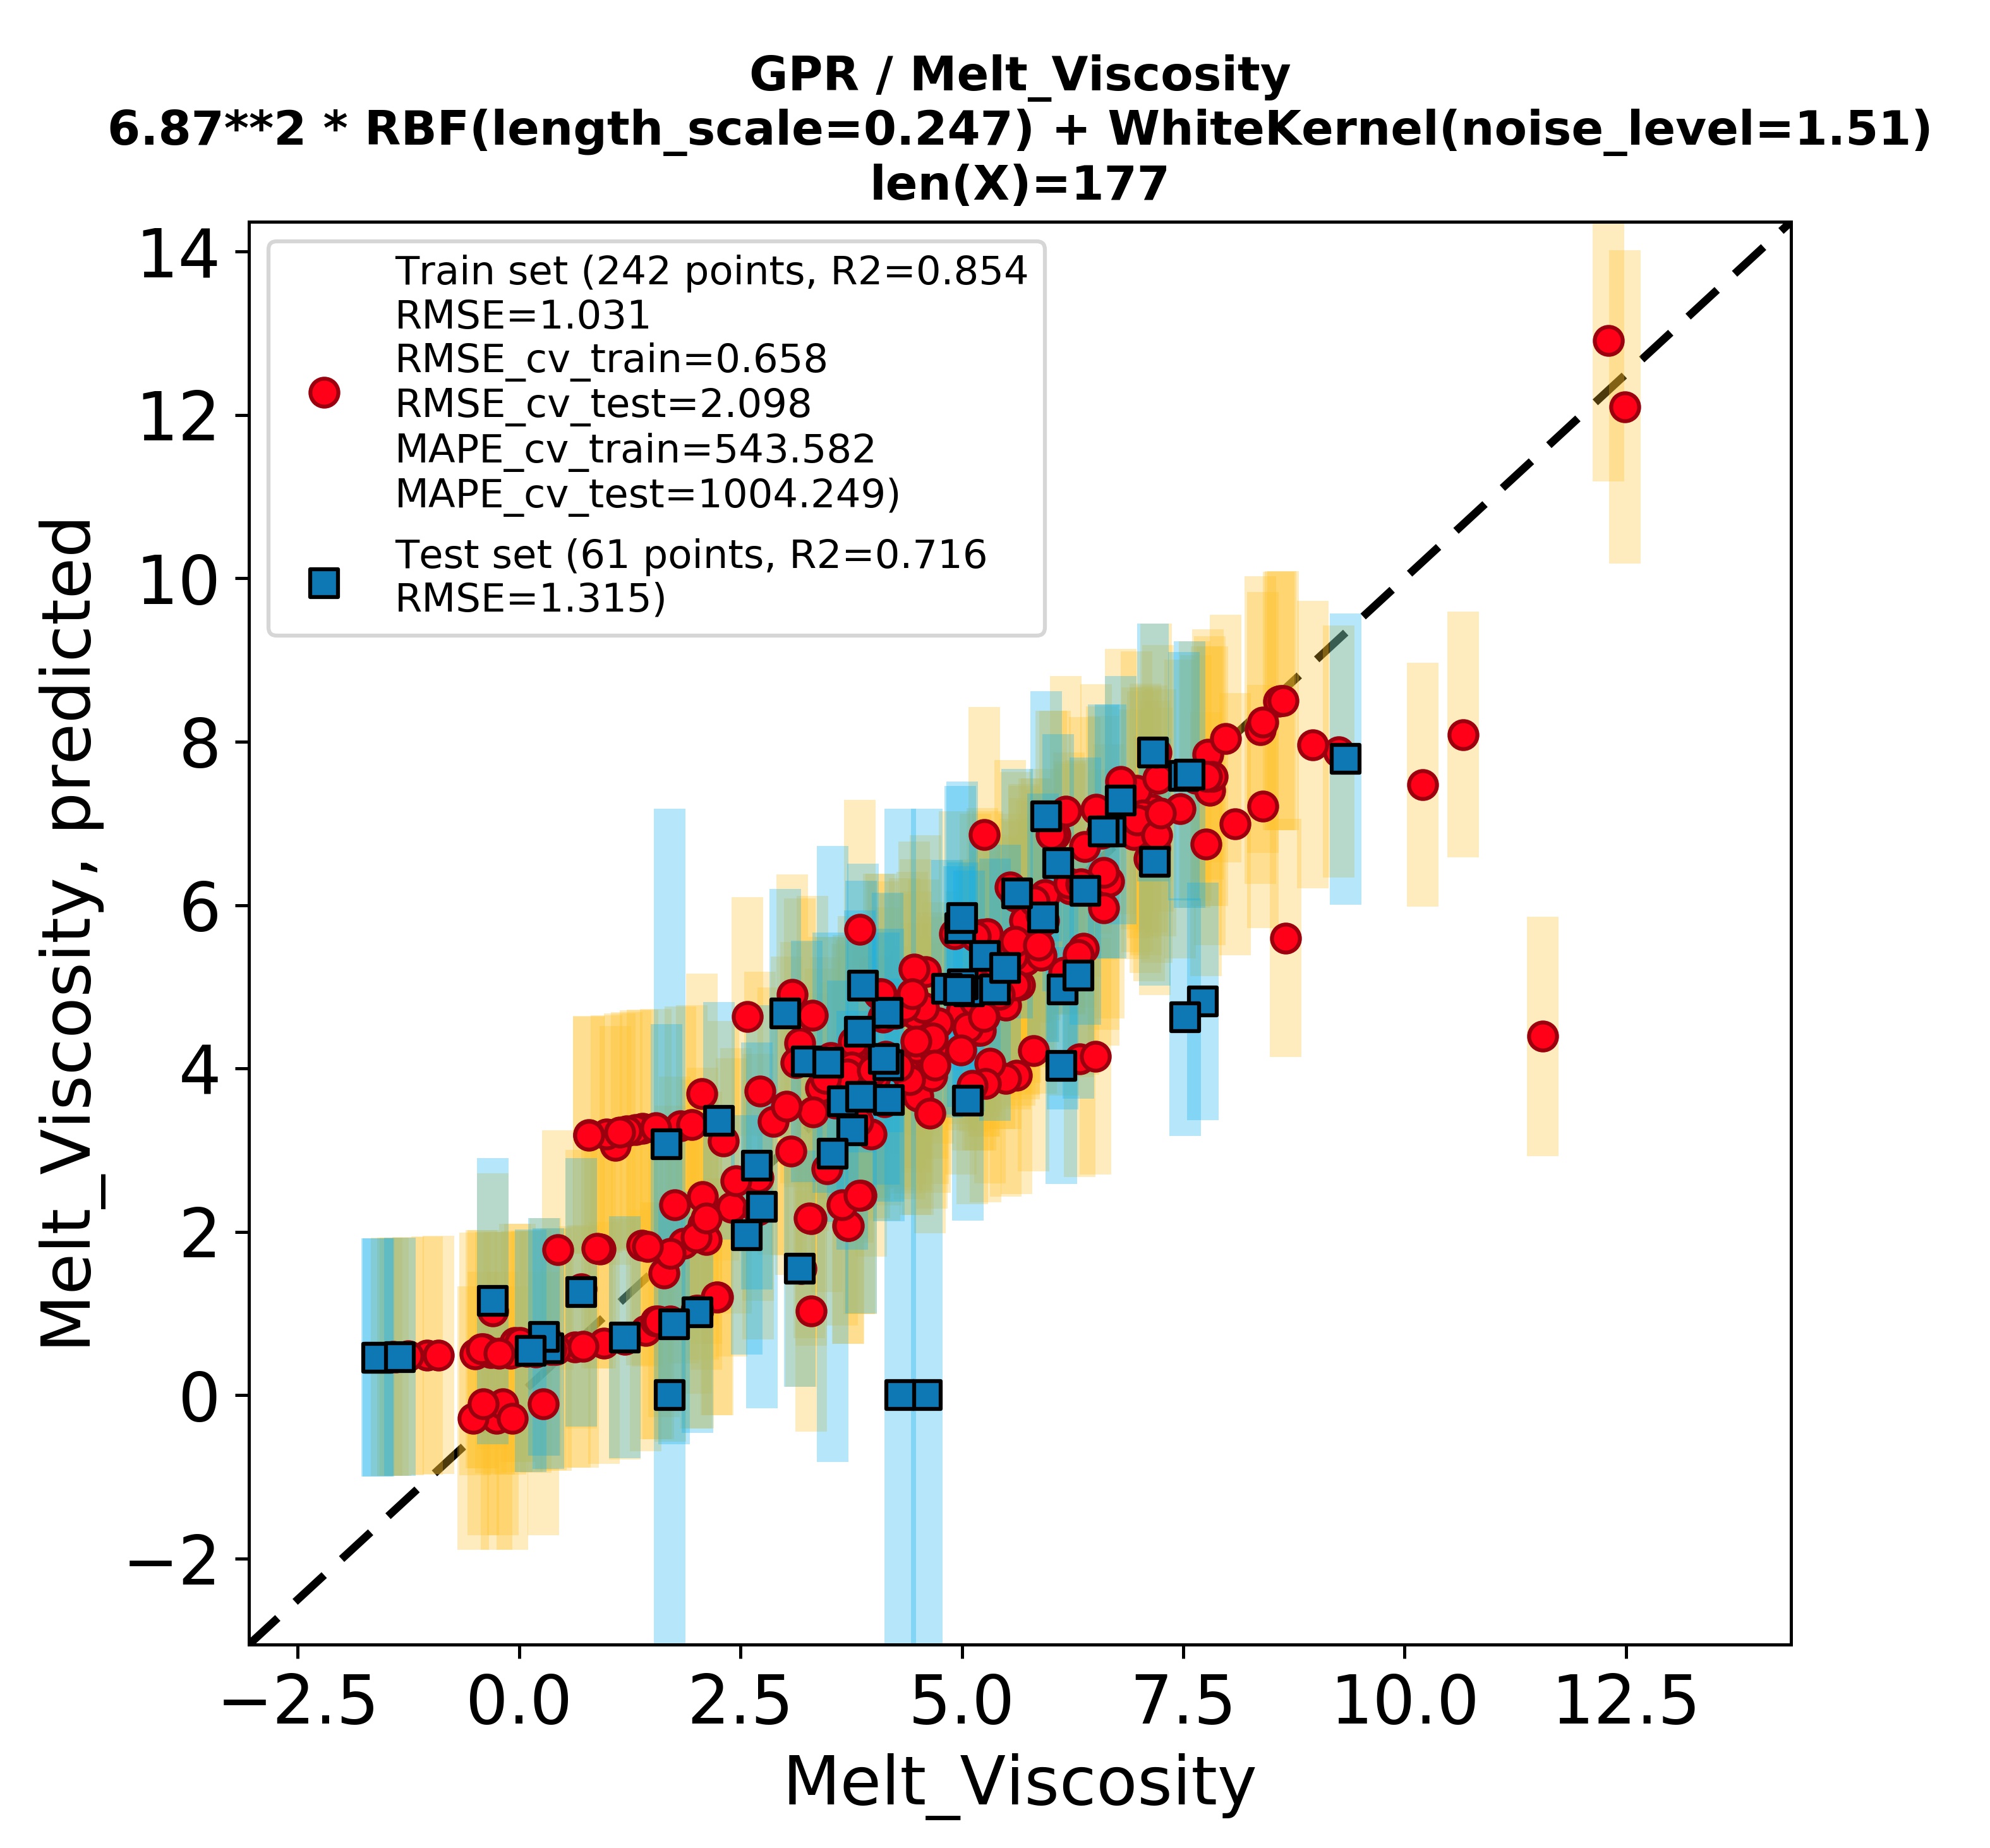 GPR / Melt_Viscosity
6.87**2 * RBF(length_scale=0.247) + WhiteKernel(noise_level=1.51)
len(X)=177
Train set (242 points, R2=0.854
RMSE=1.031
RMSE_cv_train=0.658
RMSE_cv_test=2.098
MAPE_cv_train=543.582
MAPE_cv_test=1004.249)
Test set (61 points, R2=0.716
RMSE=1.315)
Melt_Viscosity, predicted
14
12
10
8
6
4
2
0
−2
−2.5 0.0 2.5 5.0 7.5 10.0 12.5
Melt_Viscosity